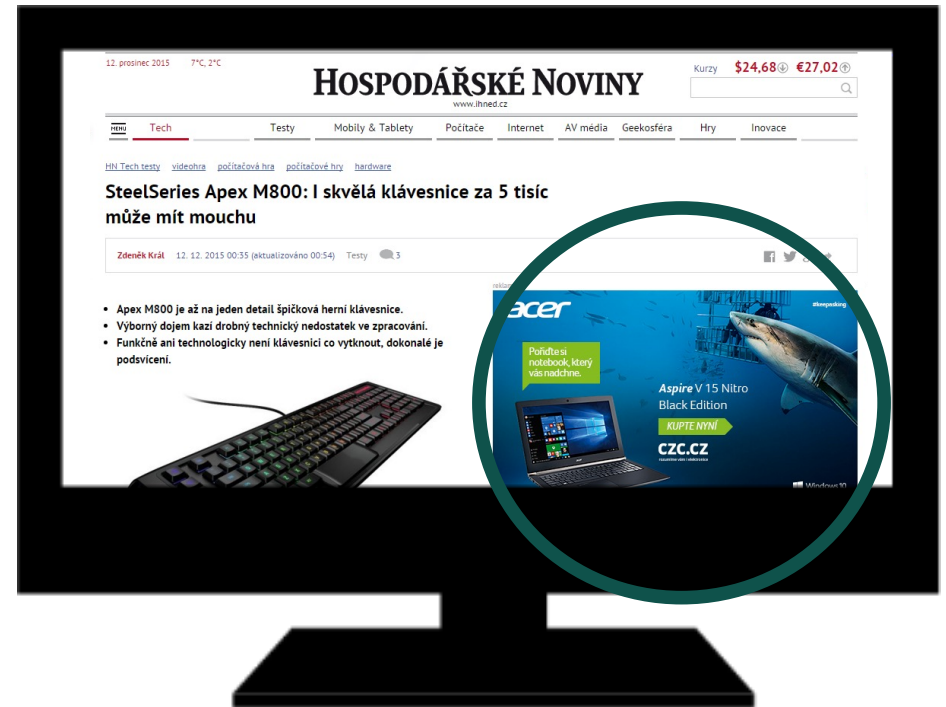 12. prosinec 2015 7°C, 2°C
HOSPODÁŘSKÉ NOVINY
www.ihned.cz
Kurzy $24,68 €27,02
MENU Tech Testy Mobily & Tablety Počítače Internet AV média Geekosféra Hry Inovace
HN Tech testy videohra počítačová hra počítačové hry hardware
SteelSeries Apex M800: I skvělá klávesnice za 5 tisíc
může mít mouchu
Zdeněk Král 12. 12. 2015 00:35 (aktualizováno 00:54) Testy 3
• Apex M800 je až na jeden detail špičková herní klávesnice.
• Výborný dojem kazí drobný technický nedostatek ve zpracování.
• Funkčně ani technologicky není klávesnici co vytknout, dokonalé je
podsvícení.
acer
#keepasking
Pořiďte si
notebook, který
vás nadchne.
Aspire V 15 Nitro
Black Edition
KUPTE NYNÍ
czc.cz
Windows 10